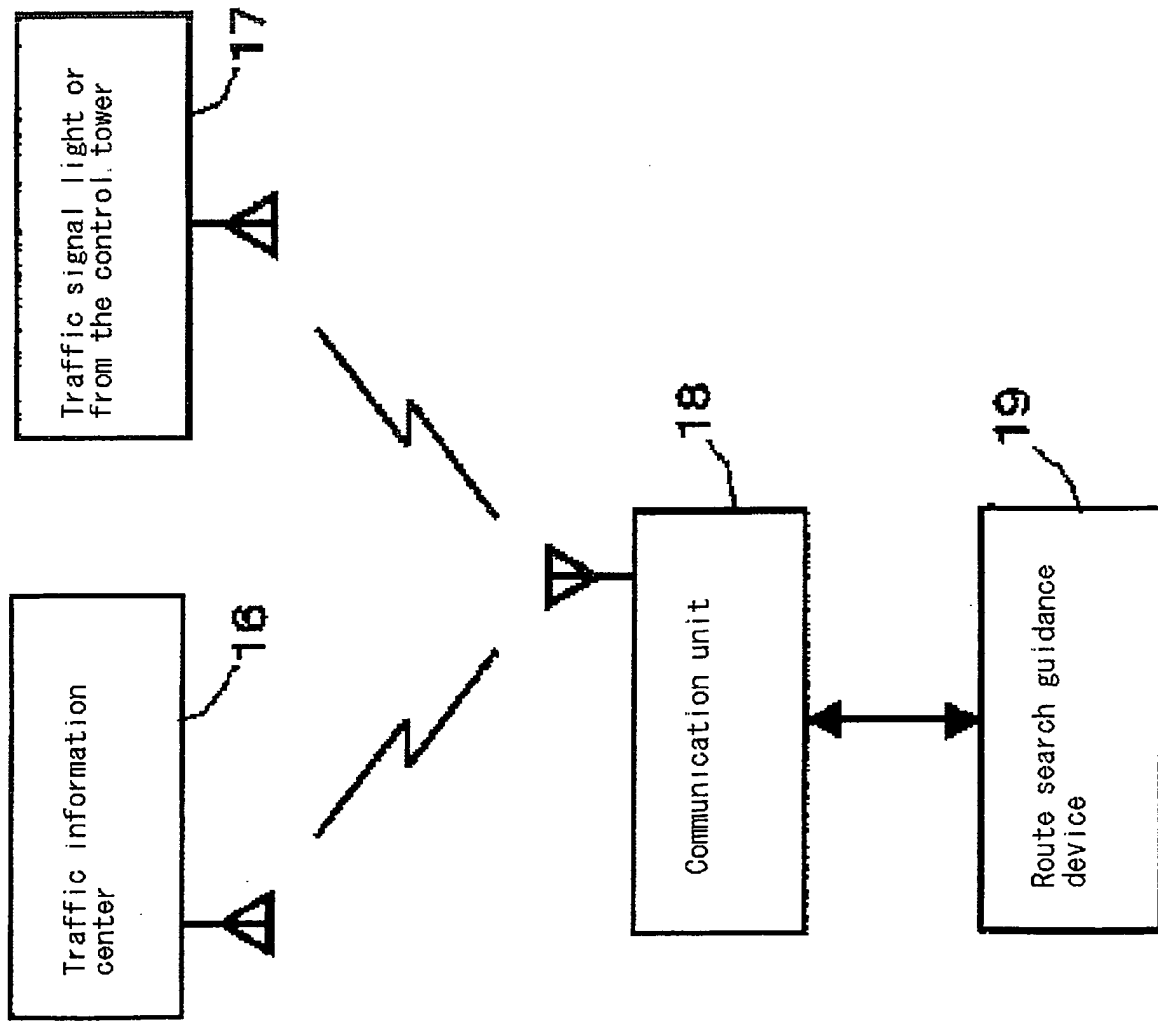 Traffic information
center
16
Traffic signal light or
from the control tower
17
Communication unit
18
Route search guidance
device
19